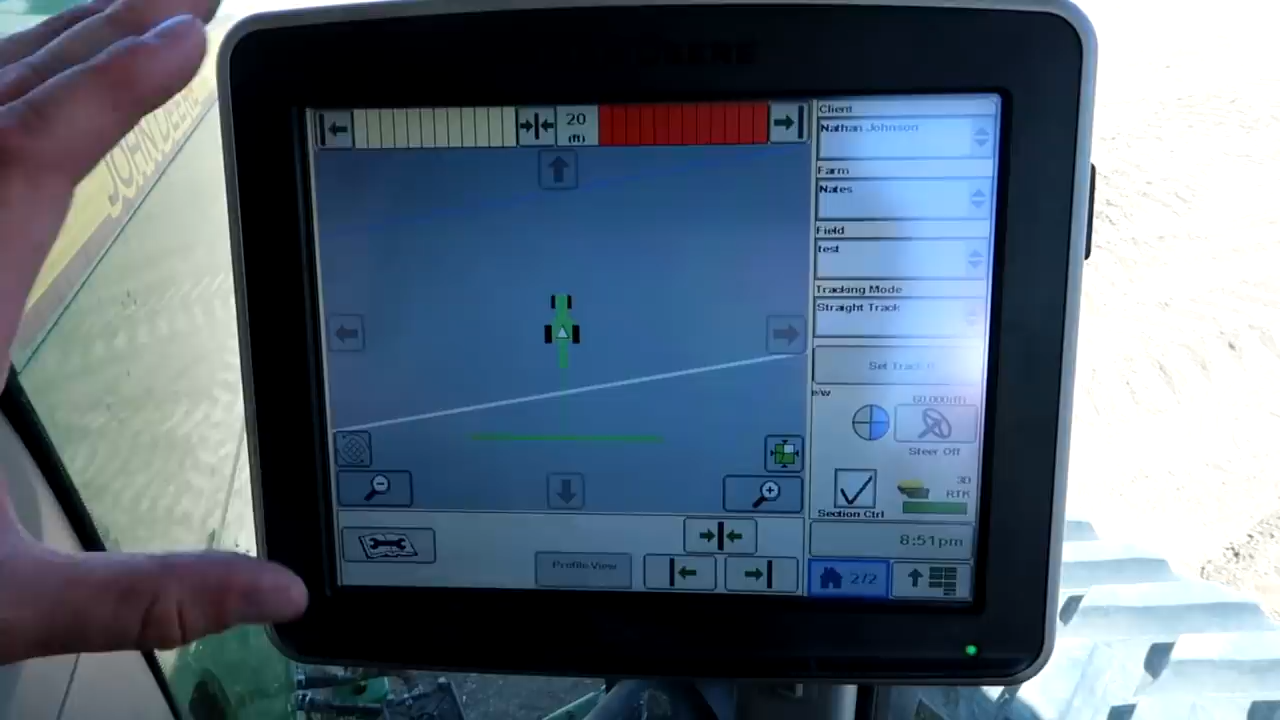 JOHN DEERE
20
(ft)
Client
Nathan Johnson
Farm
Nates
Field
test
Tracking Mode
Straight Track
Set Track
e/w
60.000(ft)
Steer Off
3D
RTK
Section Ctrl
8:51pm
Profile View
2/2